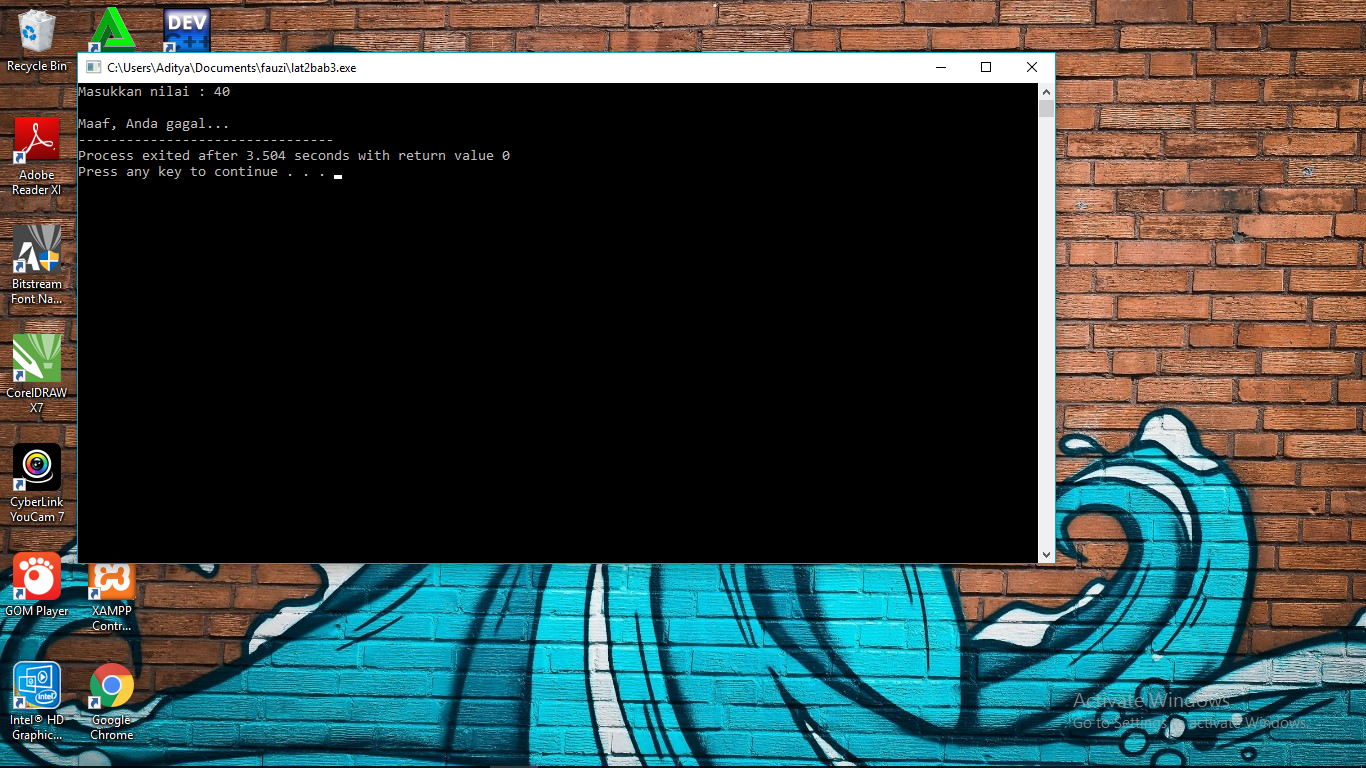 Recycle Bin
DEV
C++
C:\Users\Aditya\Documents\fauzi\lat2bab3.exe
Masukkan nilai : 40
Maaf, Anda gagal...
--------------------------------
Process exited after 3.504 seconds with return value 0
Press any key to continue . . .
Adobe
Reader XI
Bitstream
Font Na...
CorelDRAW
X7
CyberLink
YouCam 7
GOM Player
XAMPP
Contr...
intel
Intel® HD
Graphic...
Google
Chrome
Activate Windows
Go to Settings to activate Windows.